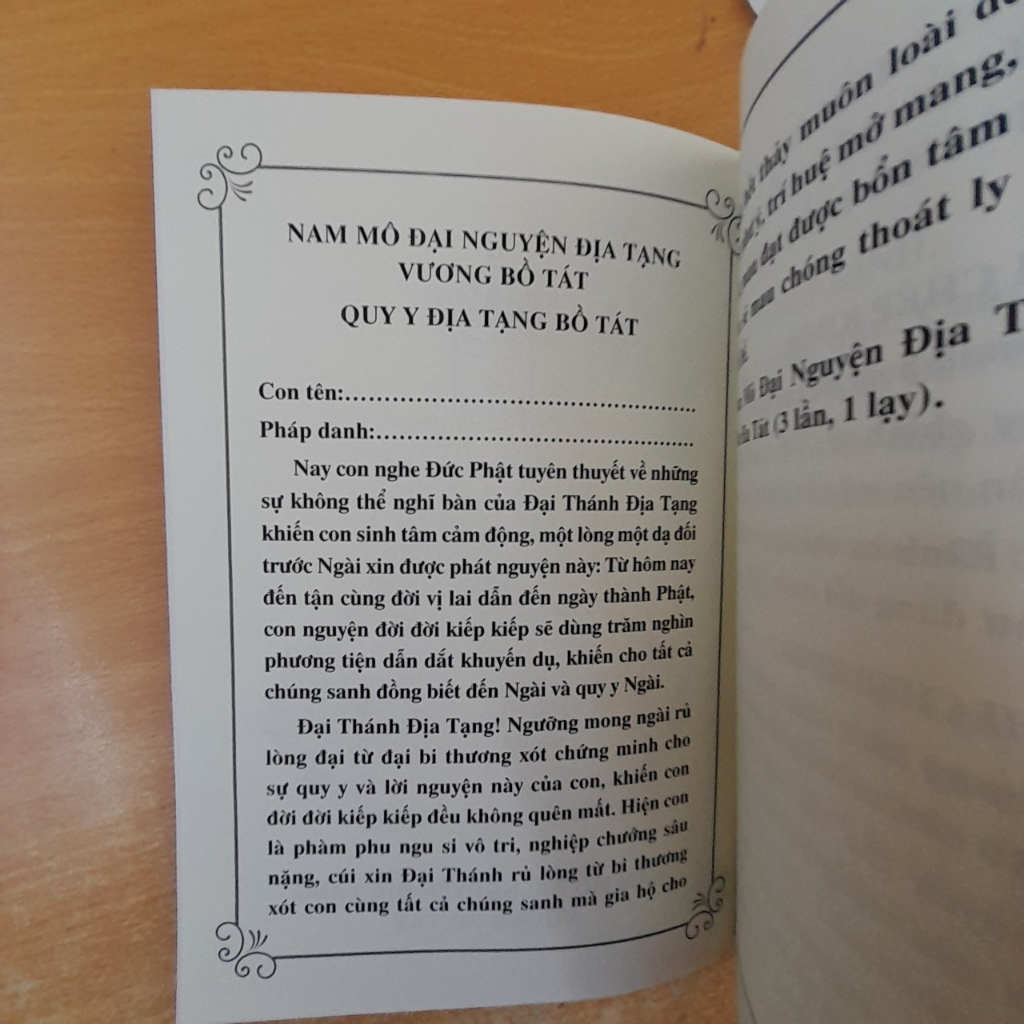 NAM MÔ ĐẠI NGUYỆN ĐỊA TẠNG
VƯƠNG BỒ TÁT
QUY Y ĐỊA TẠNG BỒ TÁT
Con tên:................................................
Pháp danh:............................................
Nay con nghe Đức Phật tuyên thuyết về những
sự không thể nghĩ bàn của Đại Thánh Địa Tạng
khiến con sinh tâm cảm động, một lòng một dạ đối
trước Ngài xin được phát nguyện này: Từ hôm nay
đến tận cùng đời vị lai dẫn đến ngày thành Phật,
con nguyện đời đời kiếp kiếp sẽ dùng trăm nghìn
phương tiện dẫn dắt khuyến dụ, khiến cho tất cả
chúng sanh đồng biết đến Ngài và quy y Ngài.
Đại Thánh Địa Tạng! Ngưỡng mong ngài rủ
lòng đại từ đại bi thương xót chứng minh cho
sự quy y và lời nguyện này của con, khiến con
đời đời kiếp kiếp đều không quên mất. Hiện con
là phàm phu ngu si vô tri, nghiệp chướng sâu
nặng, cúi xin Đại Thánh rủ lòng từ bi thương
xót con cùng tất cả chúng sanh mà gia hộ cho
thảy muôn loài
trí huệ mở mang,
đạt được bổn tâm
mau chóng thoát ly
Đại Nguyện Địa
Tát (3 lần, 1 lạy).